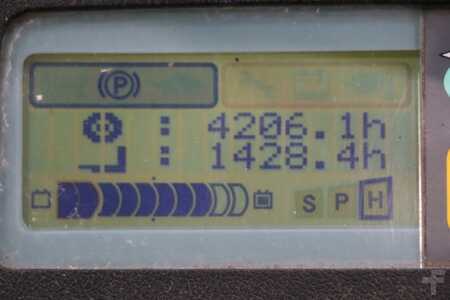 (P)
: 4206.1h
: 1428.4h
S P H